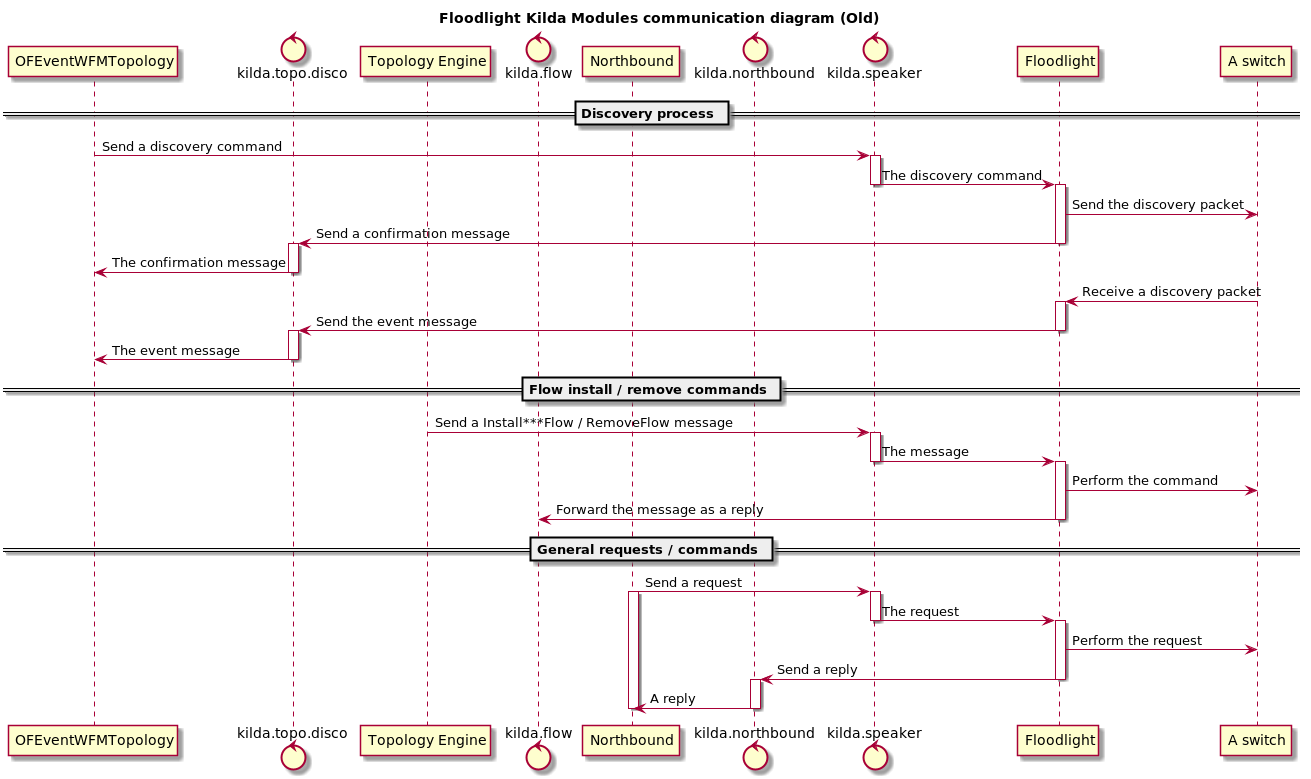 Floodlight Kilda Modules communication diagram (Old)
OFEventWFMTopology
kilda.topo.disco
Topology Engine
kilda.flow
Northbound
kilda.northbound
kilda.speaker
Floodlight
A switch
Discovery process
Send a discovery command
The discovery command
Send the discovery packet
Send a confirmation message
The confirmation message
Receive a discovery packet
Send the event message
The event message
Flow install / remove commands
Send a Install***Flow / RemoveFlow message
The message
Perform the command
Forward the message as a reply
General requests / commands
Send a request
The request
Perform the request
Send a reply
A reply
OFEventWFMTopology
kilda.topo.disco
Topology Engine
kilda.flow
Northbound
kilda.northbound
kilda.speaker
Floodlight
A switch